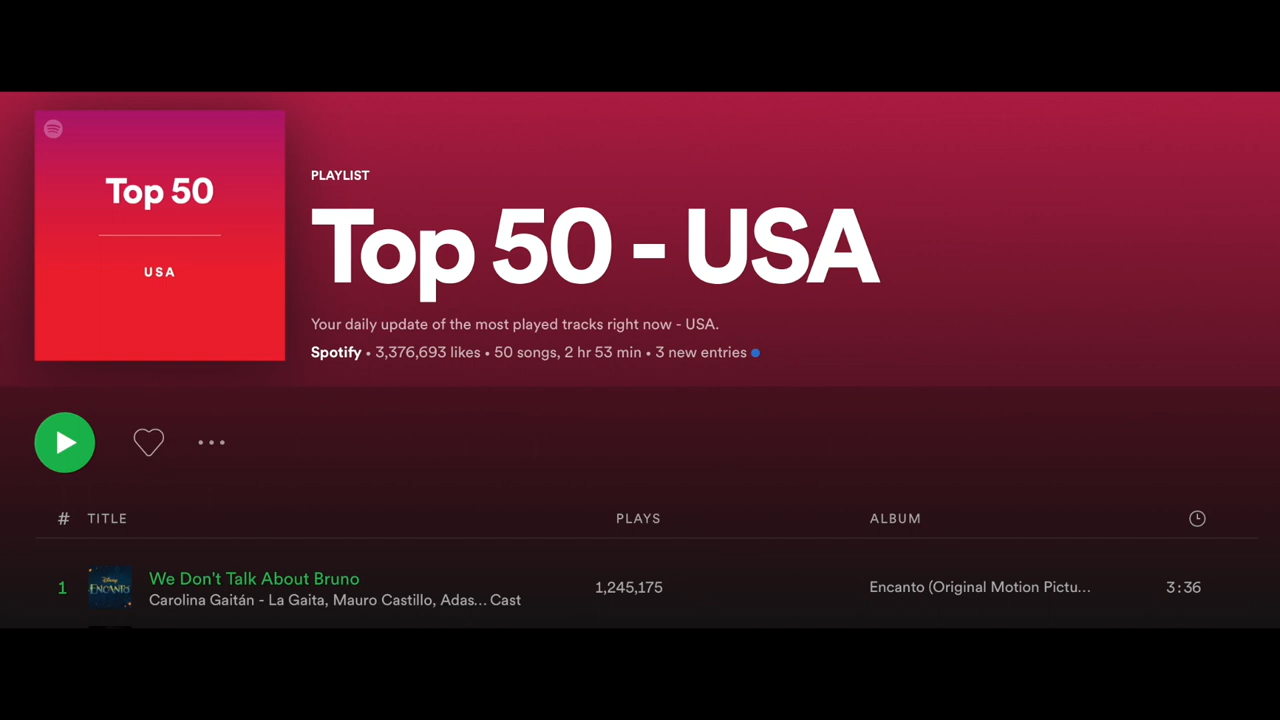 Top 50
USA
PLAYLIST
Top 50 - USA
Your daily update of the most played tracks right now - USA.
Spotify • 3,376,693 likes • 50 songs, 2 hr 53 min • 3 new entries
# TITLE PLAYS ALBUM
1 We Don't Talk About Bruno 1,245,175 Encanto (Original Motion Pictu... 3:36
Carolina Gaitán - La Gaita, Mauro Castillo, Adas... Cast
Disney
ENCANTO